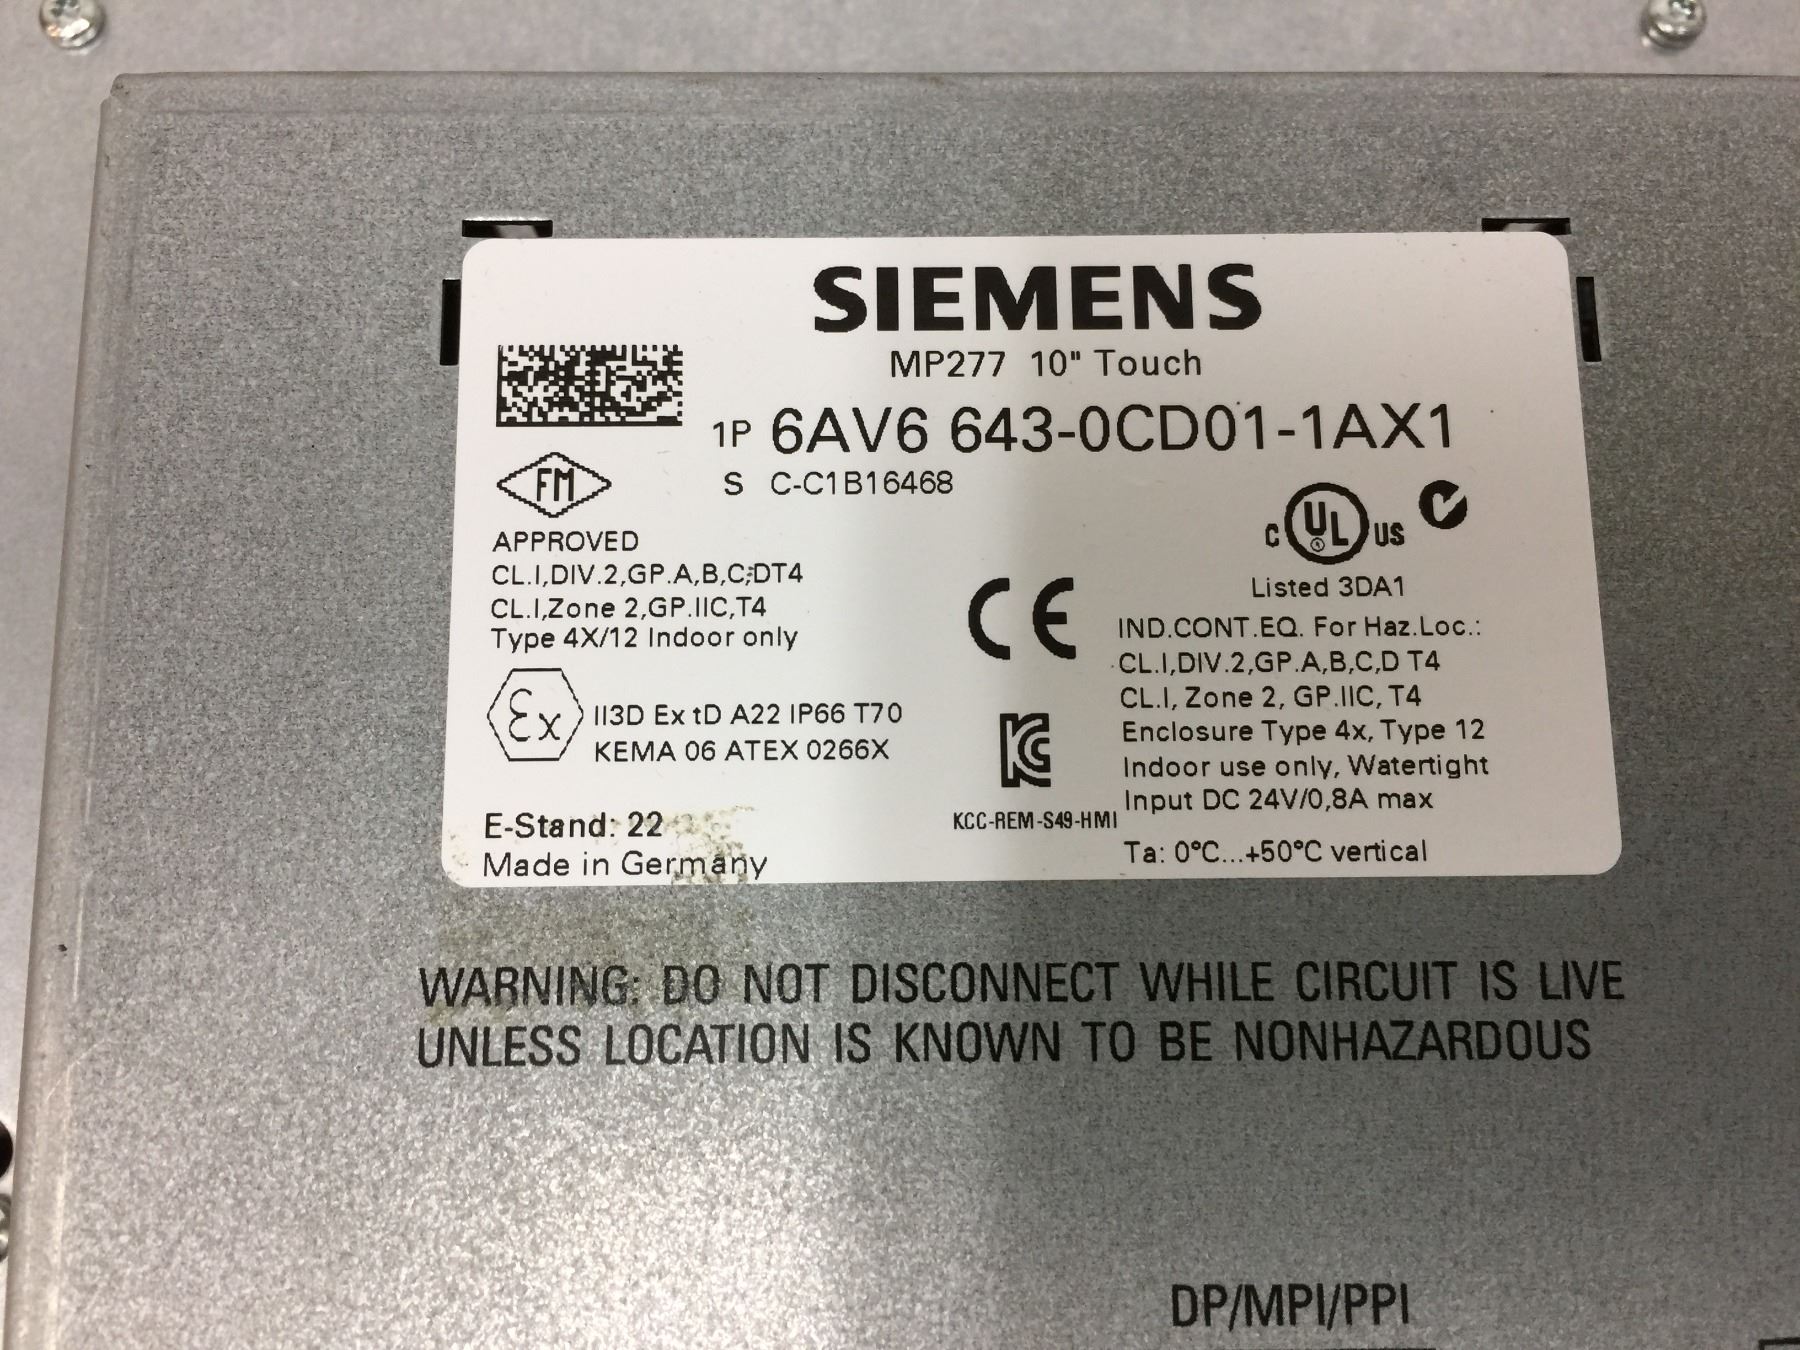 SIEMENS
MP277 10" Touch
1P 6AV6 643-0CD01-1AX1
S C-C1B16468
FM
APPROVED
CL.I,DIV.2,GP.A,B,C,DT4
CL.I,Zone 2,GP.IIC,T4
Type 4X/12 Indoor only
Ex
II3D Ex tD A22 IP66 T70
KEMA 06 ATEX 0266X
E-Stand: 22
Made in Germany
CE
KC
KCC-REM-S49-HMI
C UL US
Listed 3DA1
IND.CONT.EQ. For Haz.Loc.:
CL.I,DIV.2,GP.A,B,C,D T4
CL.I, Zone 2, GP.IIC, T4
Enclosure Type 4x, Type 12
Indoor use only, Watertight
Input DC 24V/0,8A max
Ta: 0°C...+50°C vertical
WARNING: DO NOT DISCONNECT WHILE CIRCUIT IS LIVE
UNLESS LOCATION IS KNOWN TO BE NONHAZARDOUS
DP/MPI/PPI